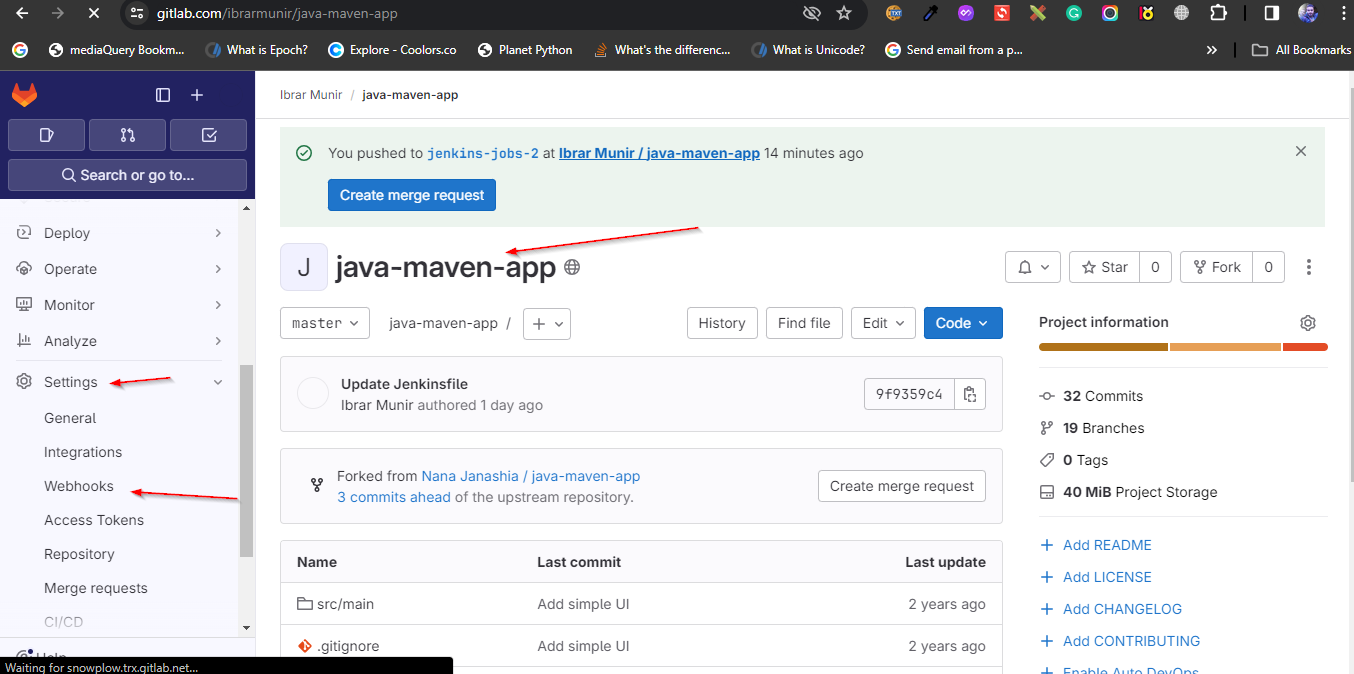 gitlab.com/ibrarmunir/java-maven-app
mediaQuery Bookm...
What is Epoch?
Explore - Coolors.co
Planet Python
What's the differenc...
What is Unicode?
Send email from a p...
»
All Bookmarks
Search or go to...
Deploy
Operate
Monitor
Analyze
Settings
General
Integrations
Webhooks
Access Tokens
Repository
Merge requests
CI/CD
Help
Waiting for snowplow.trx.gitlab.net...
Ibrar Munir / java-maven-app
You pushed to jenkins-jobs-2 at Ibrar Munir / java-maven-app 14 minutes ago
Create merge request
J
java-maven-app
Star 0
Fork 0
master
java-maven-app /
History
Find file
Edit
Code
Update Jenkinsfile
Ibrar Munir authored 1 day ago
9f9359c4
Forked from Nana Janashia / java-maven-app
3 commits ahead of the upstream repository.
Create merge request
Name Last commit Last update
src/main Add simple UI 2 years ago
.gitignore Add simple UI 2 years ago
Project information
32 Commits
19 Branches
0 Tags
40 MiB Project Storage
+ Add README
+ Add LICENSE
+ Add CHANGELOG
+ Add CONTRIBUTING
+ Enable Auto DevOps